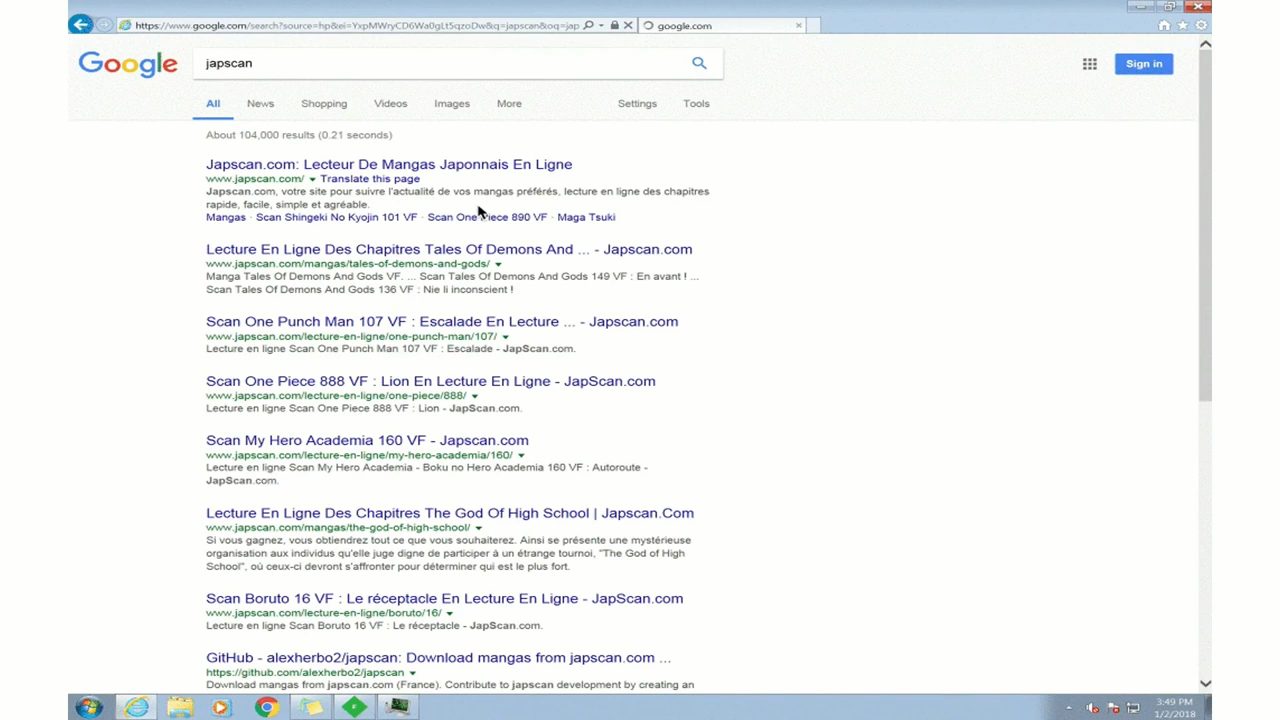 https://www.google.com/search?source=hp&ei=YxpMWryCD6Wa0gLt5qzoDw&q=japscan&oq=jap
google.com
Google
japscan
Sign in
All News Shopping Videos Images More Settings Tools
About 104,000 results (0.21 seconds)
Japscan.com: Lecteur De Mangas Japonnais En Ligne
www.japscan.com/ Translate this page
Japscan.com, votre site pour suivre l'actualité de vos mangas préférés, lecture en ligne des chapitres
rapide, facile, simple et agréable.
Mangas · Scan Shingeki No Kyojin 101 VF · Scan One Piece 890 VF · Maga Tsuki
Lecture En Ligne Des Chapitres Tales Of Demons And ... - Japscan.com
www.japscan.com/mangas/tales-of-demons-and-gods/
Manga Tales Of Demons And Gods VF. ... Scan Tales Of Demons And Gods 149 VF : En avant ! ...
Scan Tales Of Demons And Gods 136 VF : Nie li inconscient !
Scan One Punch Man 107 VF : Escalade En Lecture ... - Japscan.com
www.japscan.com/lecture-en-ligne/one-punch-man/107/
Lecture en ligne Scan One Punch Man 107 VF : Escalade - JapScan.com.
Scan One Piece 888 VF : Lion En Lecture En Ligne - JapScan.com
www.japscan.com/lecture-en-ligne/one-piece/888/
Lecture en ligne Scan One Piece 888 VF : Lion - JapScan.com.
Scan My Hero Academia 160 VF - Japscan.com
www.japscan.com/lecture-en-ligne/my-hero-academia/160/
Lecture en ligne Scan My Hero Academia - Boku no Hero Academia 160 VF : Autoroute -
JapScan.com.
Lecture En Ligne Des Chapitres The God Of High School | Japscan.Com
www.japscan.com/mangas/the-god-of-high-school/
Si vous gagnez, vous obtiendrez tout ce que vous souhaiterez. Ainsi se présente une mystérieuse
organisation aux individus qu'elle juge digne de participer à un étrange tournoi, "The God of High
School", où ceux-ci devront s'affronter pour déterminer qui est le plus fort.
Scan Boruto 16 VF : Le réceptacle En Lecture En Ligne - JapScan.com
www.japscan.com/lecture-en-ligne/boruto/16/
Lecture en ligne Scan Boruto 16 VF : Le réceptacle - JapScan.com.
GitHub - alexherbo2/japscan: Download mangas from japscan.com ...
https://github.com/alexherbo2/japscan
Download mangas from japscan.com (France). Contribute to japscan development by creating an
3:49 PM
1/2/2018